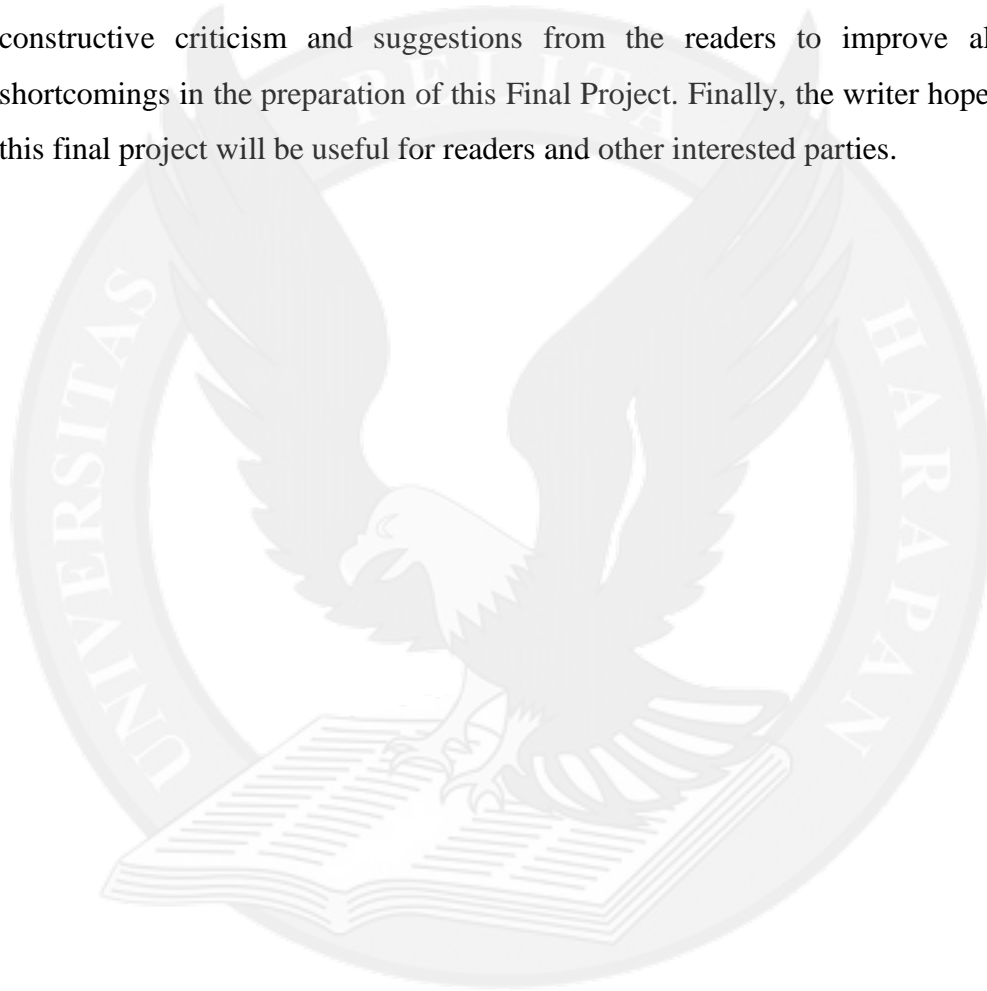 constructive criticism and suggestions from the readers to improve al
shortcomings in the preparation of this Final Project. Finally, the writer hope
this final project will be useful for readers and other interested parties.
UNIVERSITAS PELITA HARAPAN